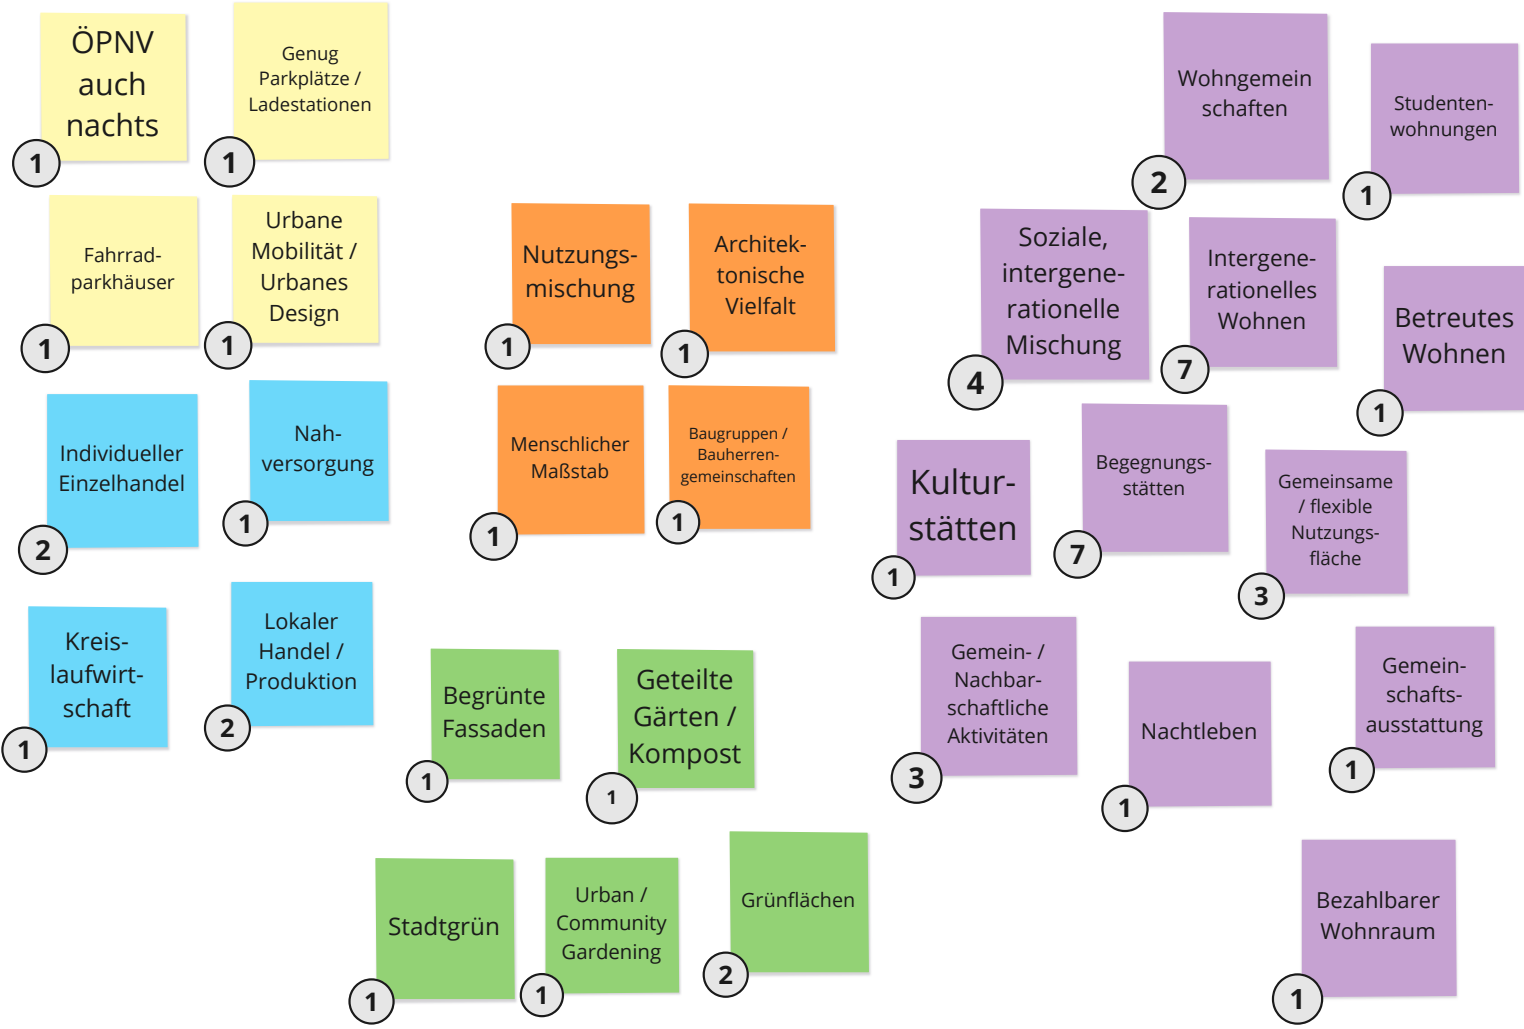 ÖPNV
auch
nachts
1
Genug
Parkplätze /
Ladestationen
1
Fahrrad-
parkhäuser
1
Urbane
Mobilität /
Urbanes
Design
1
Individueller
Einzelhandel
2
Nah-
versorgung
1
Kreis-
laufwirt-
schaft
1
Lokaler
Handel /
Produktion
2
Nutzungs-
mischung
1
Architek-
tonische
Vielfalt
1
Menschlicher
Maßstab
1
Baugruppen /
Bauherren-
gemeinschaften
1
Begrünte
Fassaden
1
Geteilte
Gärten /
Kompost
1
Stadtgrün
1
Urban /
Community
Gardening
1
Grünflächen
2
Wohngemein
schaften
2
Studenten-
wohnungen
1
Soziale,
intergene-
rationelle
Mischung
4
Intergene-
rationelles
Wohnen
7
Betreutes
Wohnen
1
Kultur-
stätten
1
Begegnungs-
stätten
7
Gemeinsame
/ flexible
Nutzungs-
fläche
3
Gemein- /
Nachbar-
schaftliche
Aktivitäten
3
Nachtleben
1
Gemein-
schafts-
ausstattung
1
Bezahlbarer
Wohnraum
1